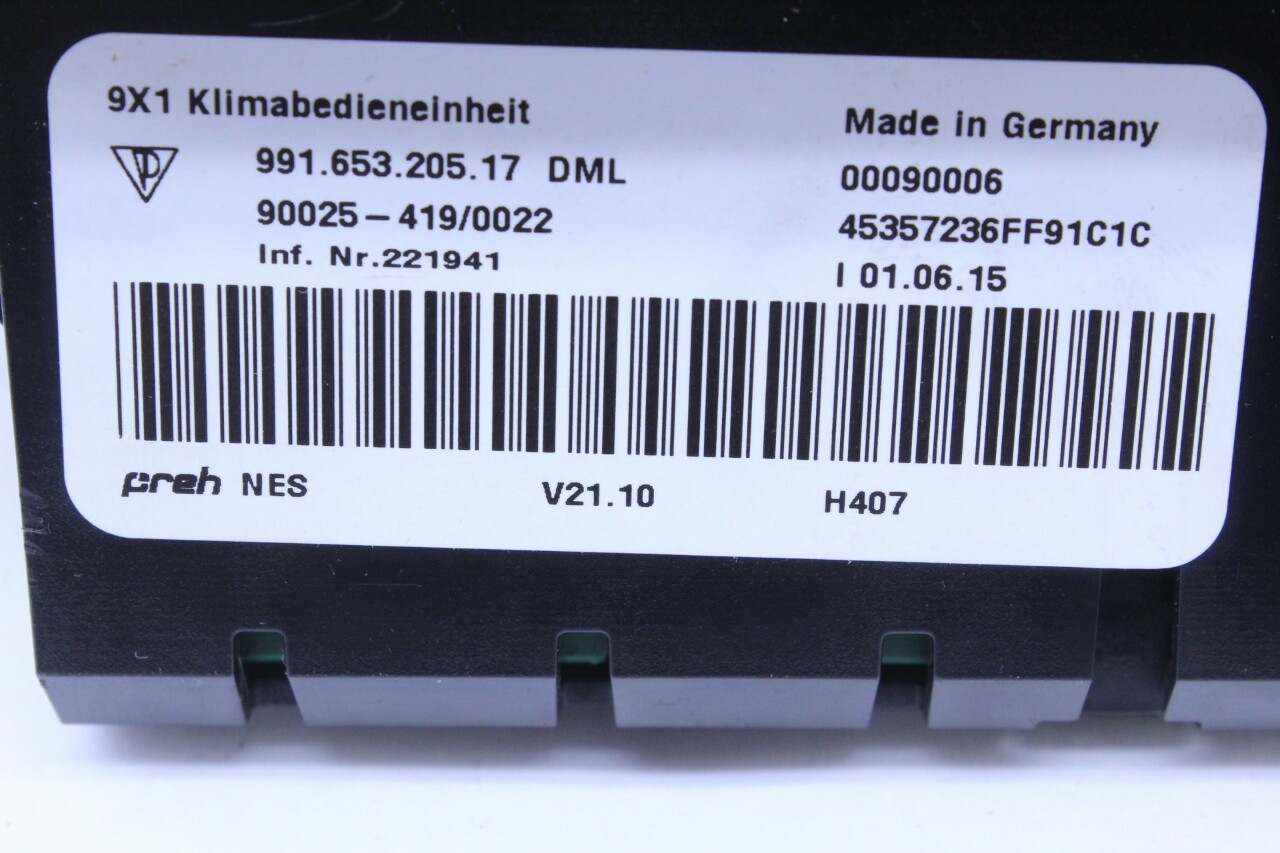 9X1 Klimabedieneinheit
991.653.205.17 DML
90025-419/0022
Inf. Nr.221941
Made in Germany
00090006
45357236FF91C1C
I 01.06.15
preh NES
V21.10
H407